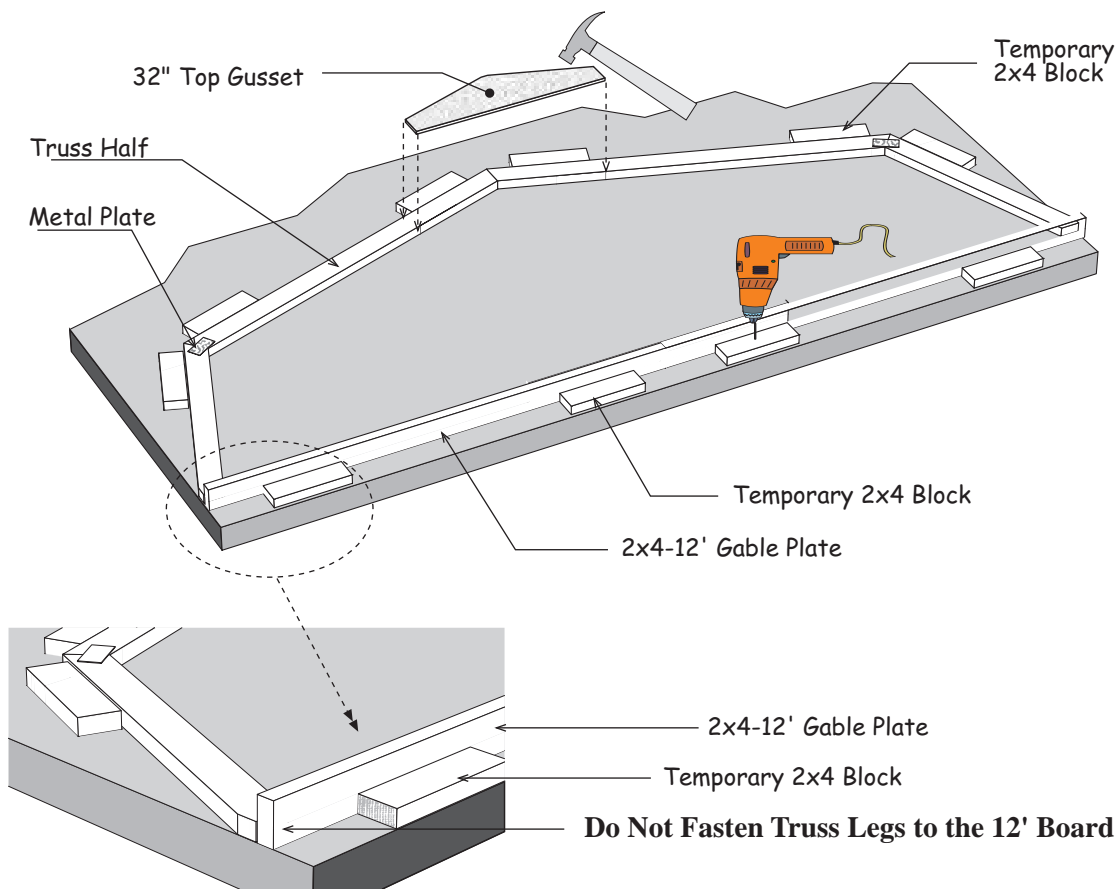 Temporary
2x4 Block
32" Top Gusset
Truss Half
Metal Plate
Temporary 2x4 Block
2x4-12' Gable Plate
2x4-12' Gable Plate
Temporary 2x4 Block
Do Not Fasten Truss Legs to the 12' Board